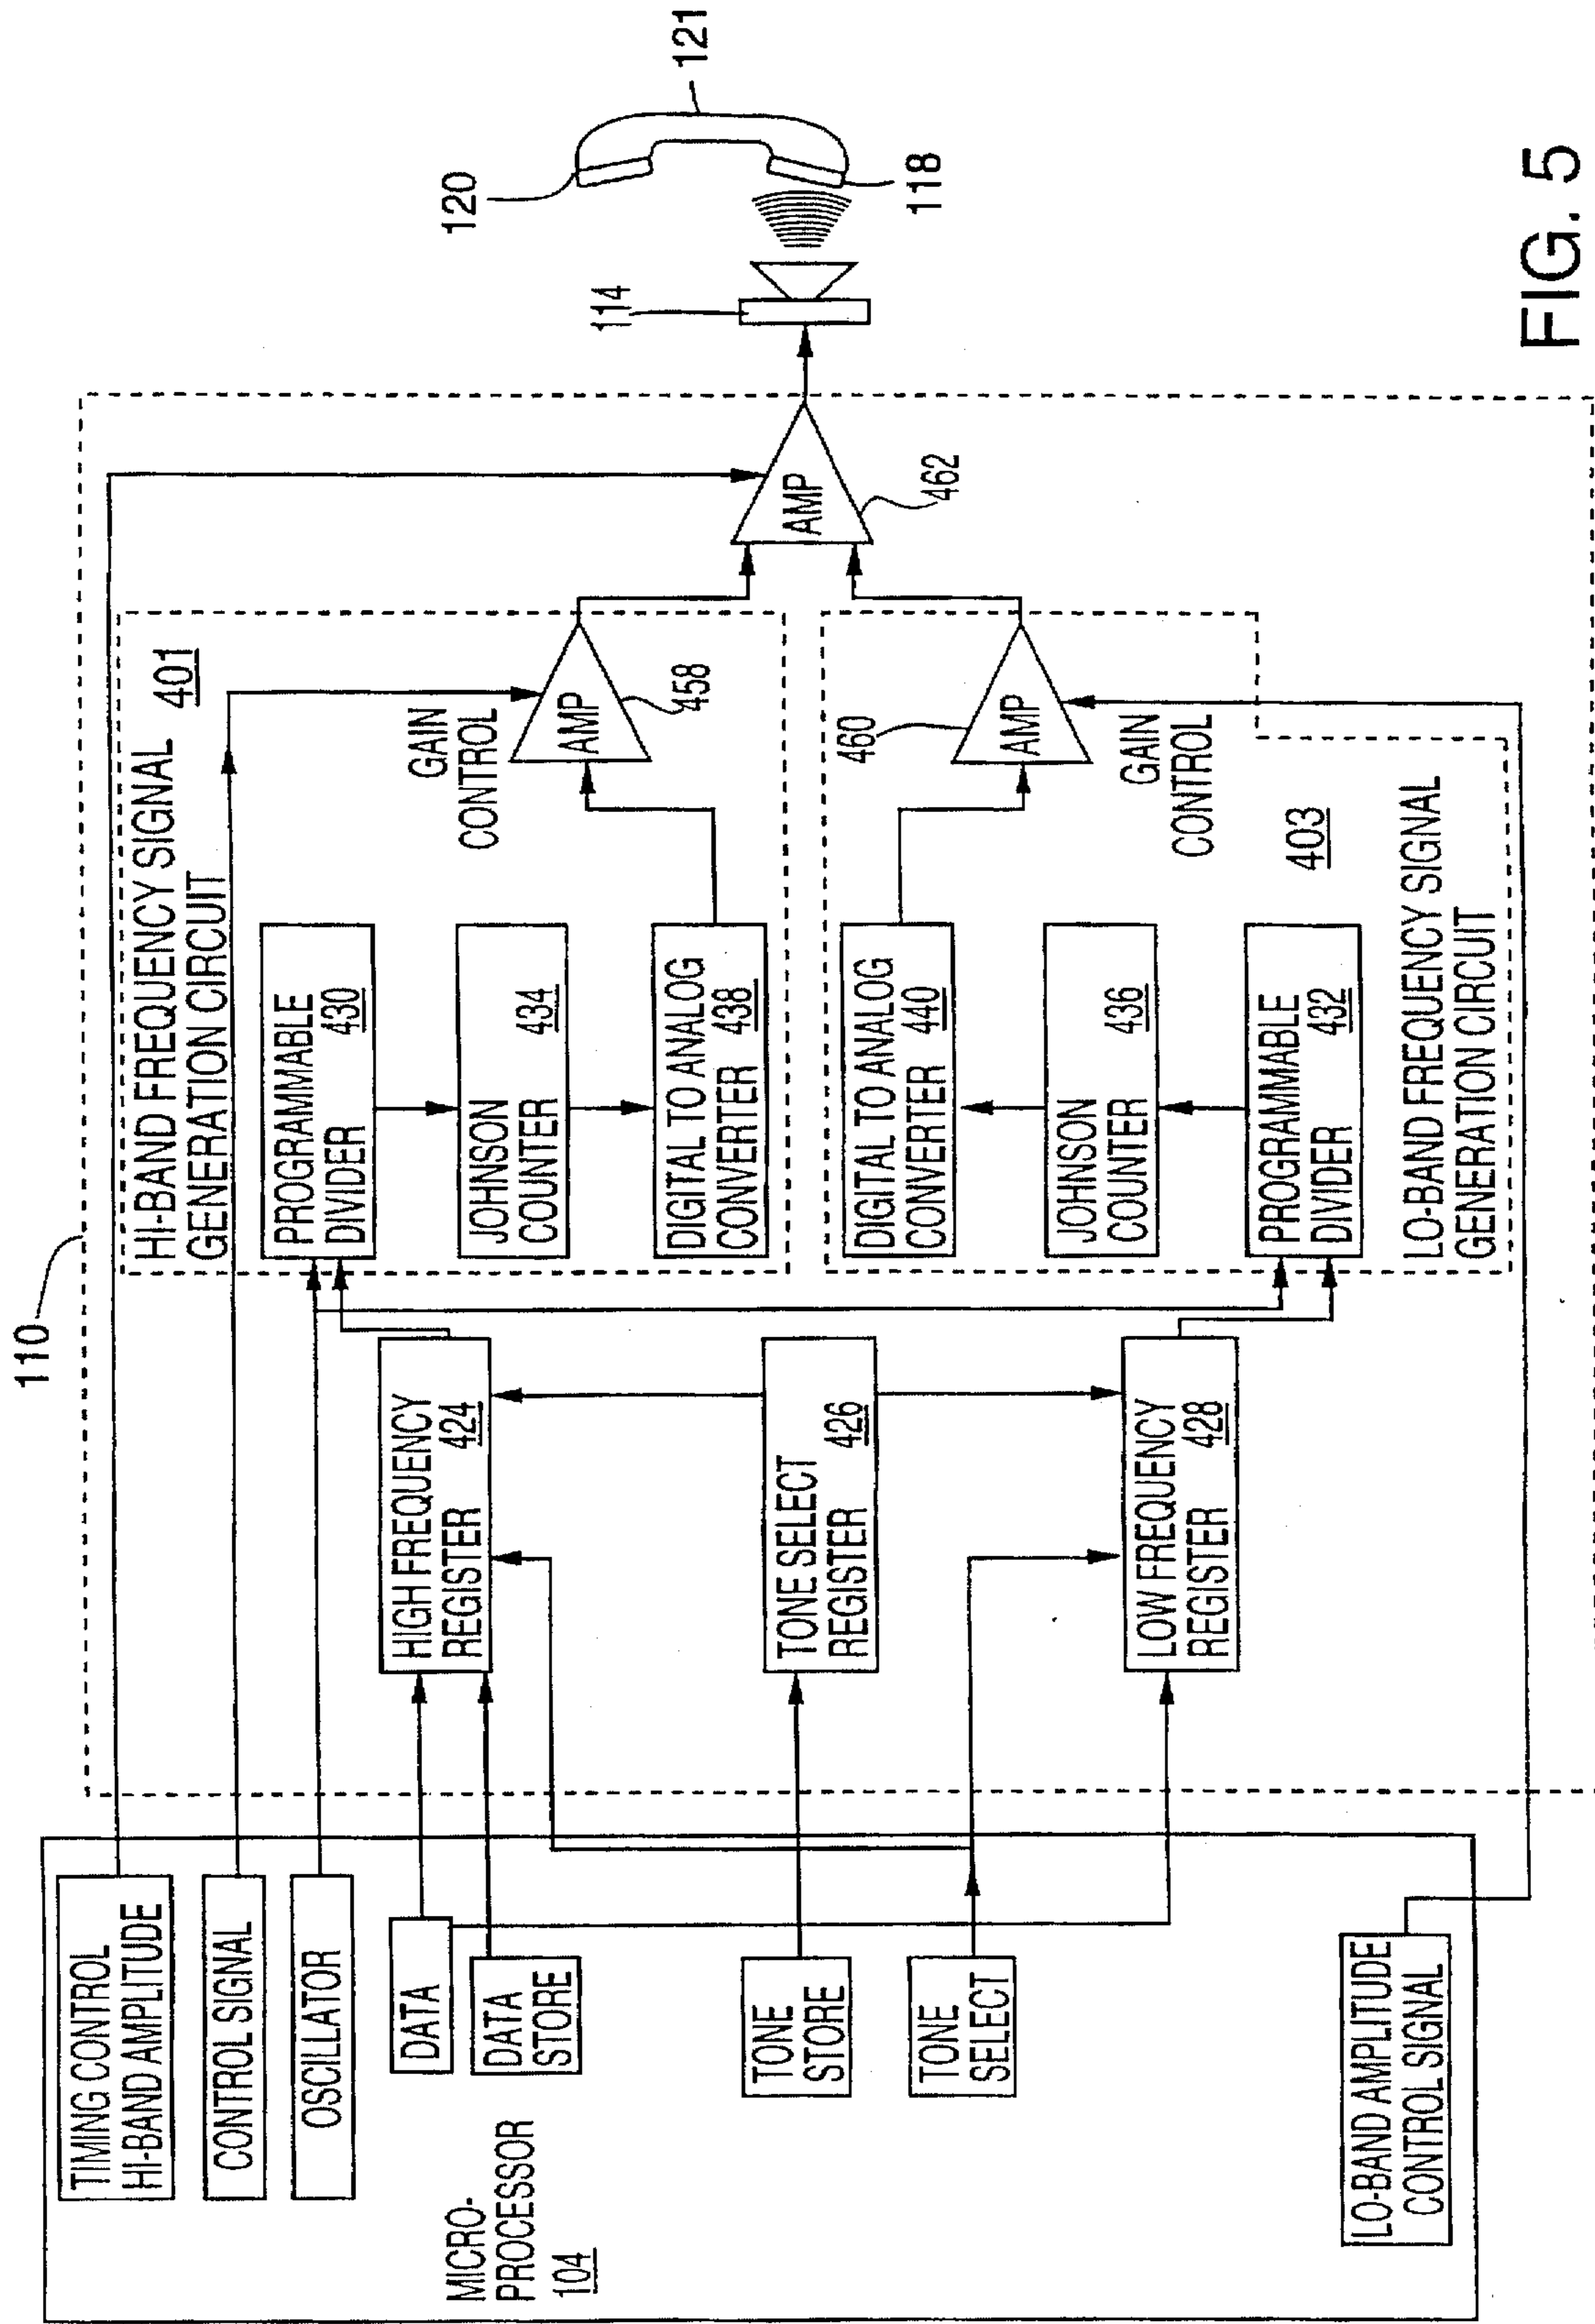 110
TIMING CONTROL
HI-BAND AMPLITUDE
CONTROL SIGNAL
OSCILLATOR
DATA
DATA
STORE
MICRO-
PROCESSOR
104
TONE
STORE
TONE
SELECT
LO-BAND AMPLITUDE
CONTROL SIGNAL
HIGH FREQUENCY
REGISTER 424
TONE SELECT
REGISTER 426
LOW FREQUENCY
REGISTER 428
HI-BAND FREQUENCY SIGNAL
GENERATION CIRCUIT
401
PROGRAMMABLE
DIVIDER 430
JOHNSON
COUNTER 434
DIGITAL TO ANALOG
CONVERTER 438
GAIN
CONTROL
AMP
458
DIGITAL TO ANALOG
CONVERTER 440
JOHNSON
COUNTER 436
PROGRAMMABLE
DIVIDER 432
460
AMP
GAIN
CONTROL
403
LO-BAND FREQUENCY SIGNAL
GENERATION CIRCUIT
AMP
462
114
120
118
121
FIG. 5